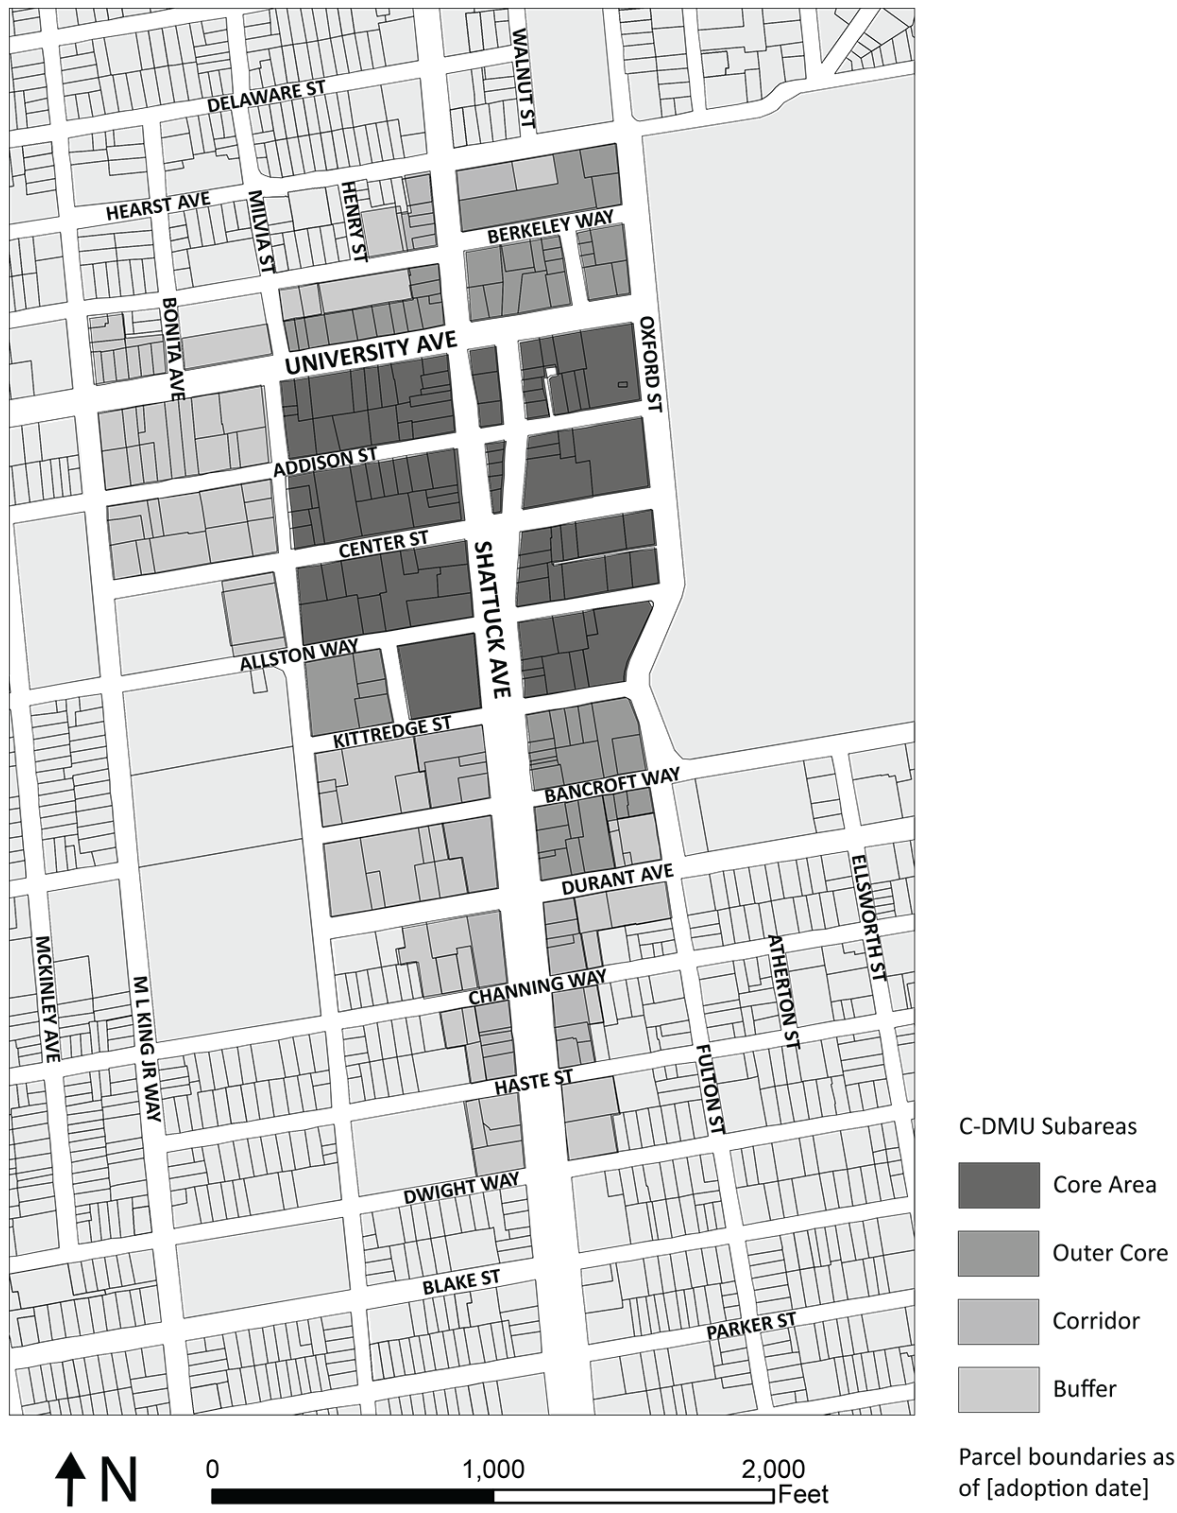 WALNUT ST
DELAWARE ST
HEARST AVE
MILVIA ST
HENRY ST
BERKELEY WAY
BONITA AVE
UNIVERSITY AVE
OXFORD ST
ADDISON ST
CENTER ST
SHATTUCK AVE
ALLSTON WAY
KITTREDGE ST
BANCROFT WAY
DURANT AVE
ELLSWORTH ST
MCKINLEY AVE
M L KING JR WAY
CHANNING WAY
ATHERTON ST
HASTE ST
FULTON ST
DWIGHT WAY
BLAKE ST
PARKER ST
C-DMU Subareas
Core Area
Outer Core
Corridor
Buffer
Parcel boundaries as
of [adoption date]
N
0 1,000 2,000
Feet